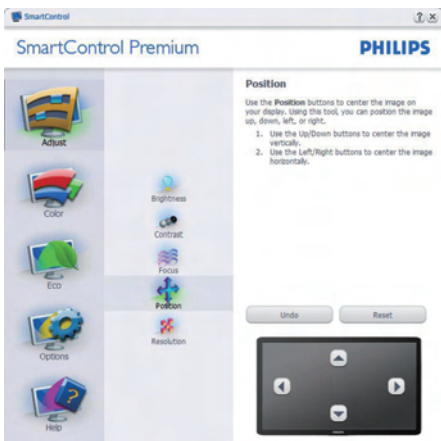 SmartControl
SmartControl Premium
PHILIPS
Adjust
Color
Eco
Options
Help
Brightness
Contrast
Focus
Position
Resolution
Position
Use the Position buttons to center the image on
your display. Using this tool, you can position the image
up, down, left, or right.
1. Use the Up/Down buttons to center the image
vertically.
2. Use the Left/Right buttons to center the image
horizontally.
Undo
Reset